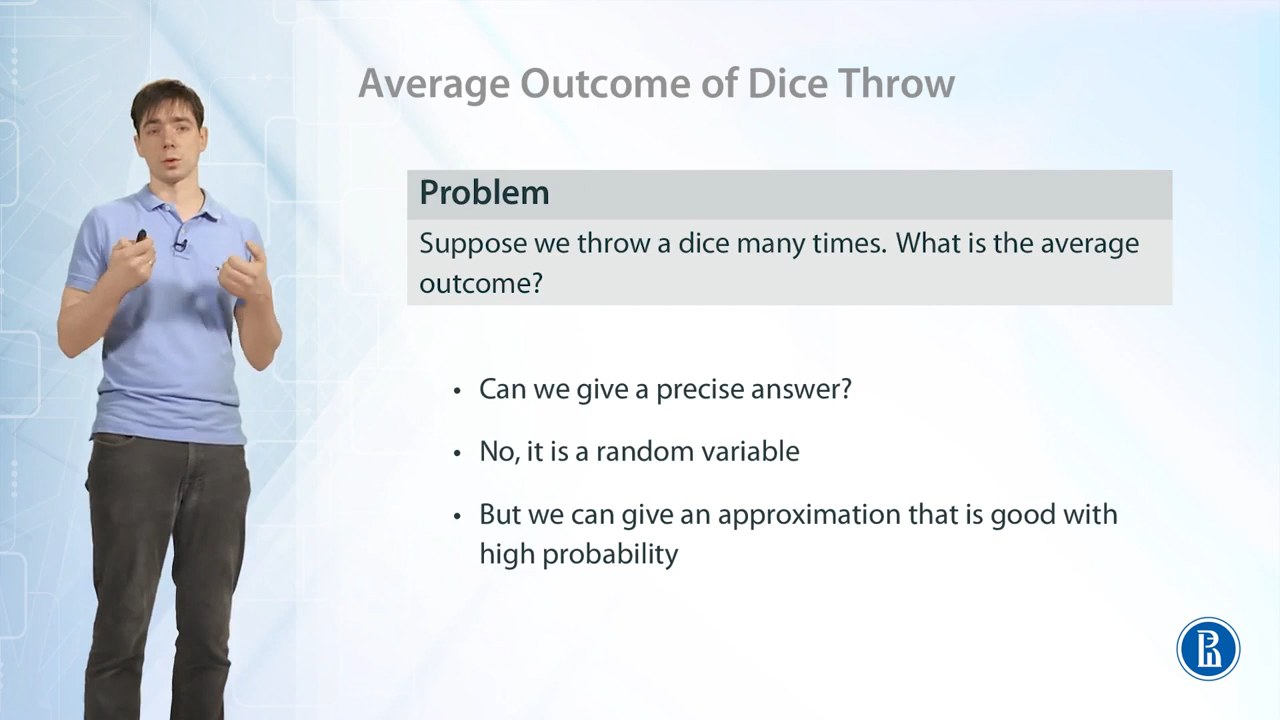 Average Outcome of Dice Throw
Problem
Suppose we throw a dice many times. What is the average
outcome?
• Can we give a precise answer?
• No, it is a random variable
• But we can give an approximation that is good with
high probability